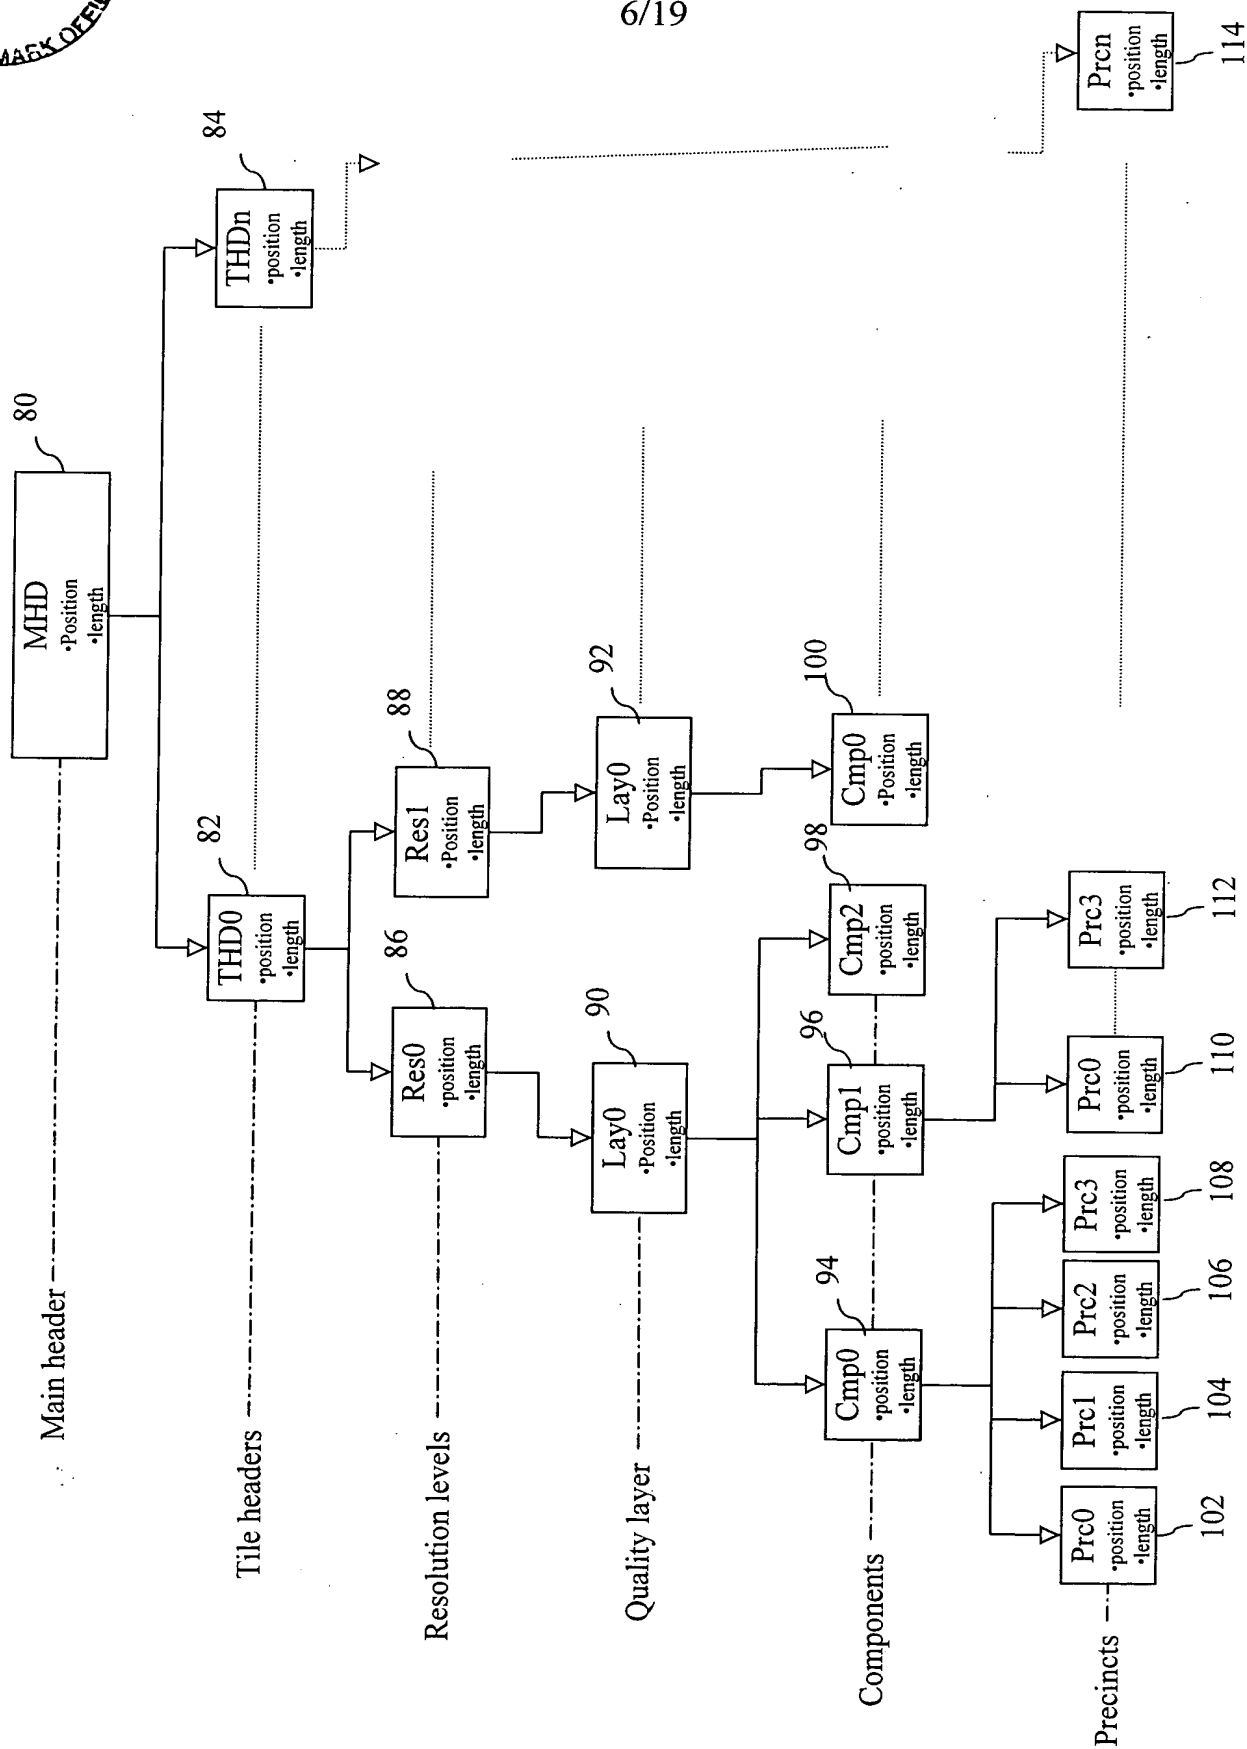 MARK OFFI
6/19
Main header
MHD
•Position
•length
80
Tile headers
THD0
•position
•length
82
THDn
•position
•length
84
Resolution levels
Res0
•position
•length
86
Res1
•Position
•length
88
Quality layer
Lay0
•Position
•length
90
Lay0
•Position
•length
92
Components
Cmp0
•position
•length
94
Cmp1
•position
•length
96
Cmp2
•position
•length
98
Cmp0
•Position
•length
100
Precincts
Prc0
•position
•length
102
Prc1
•position
•length
104
Prc2
•position
•length
106
Prc3
•position
•length
108
Prc0
•position
•length
110
Prc3
•position
•length
112
Prcn
•position
•length
114